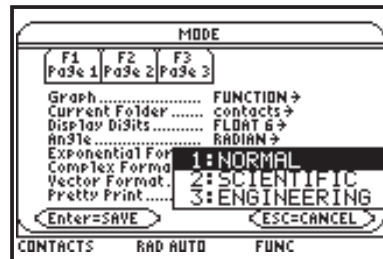 MODE
F1 F2 F3
Page 1 Page 2 Page 3
Graph.................. FUNCTION→
Current Folder....... contacts→
Display Digits....... FLOAT 6→
Angle.................. RADIAN→
Exponential For
Complex Forma
Vector Format.
Pretty Print.....
1:NORMAL
2:SCIENTIFIC
3:ENGINEERING
Enter=SAVE ESC=CANCEL
CONTACTS RAD AUTO FUNC